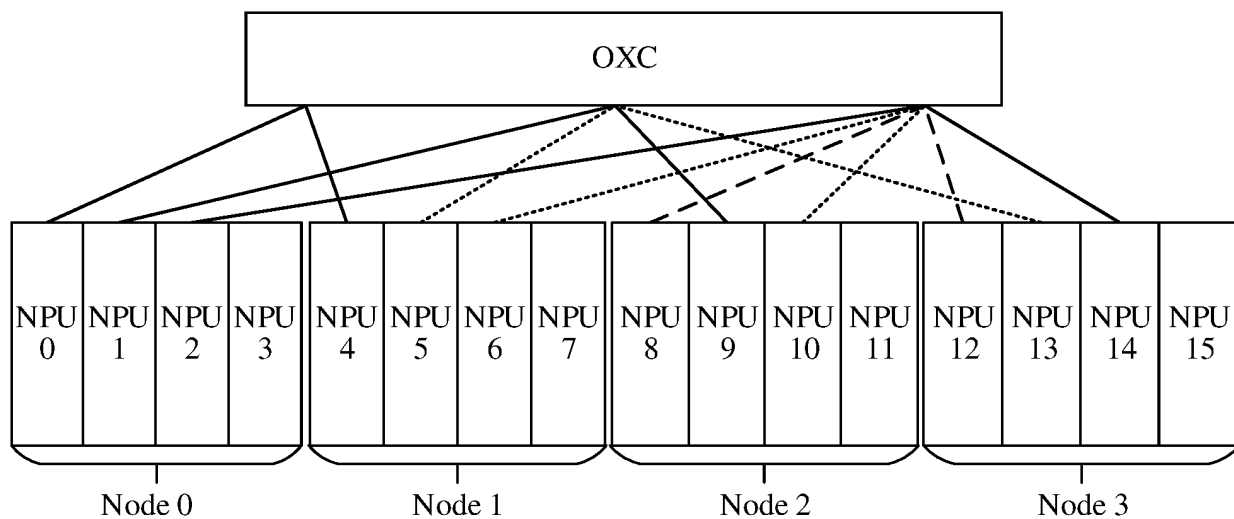 OXC
NPU NPU NPU NPU NPU NPU NPU NPU NPU NPU NPU NPU NPU NPU NPU NPU
0 1 2 3 4 5 6 7 8 9 10 11 12 13 14 15
Node 0 Node 1 Node 2 Node 3